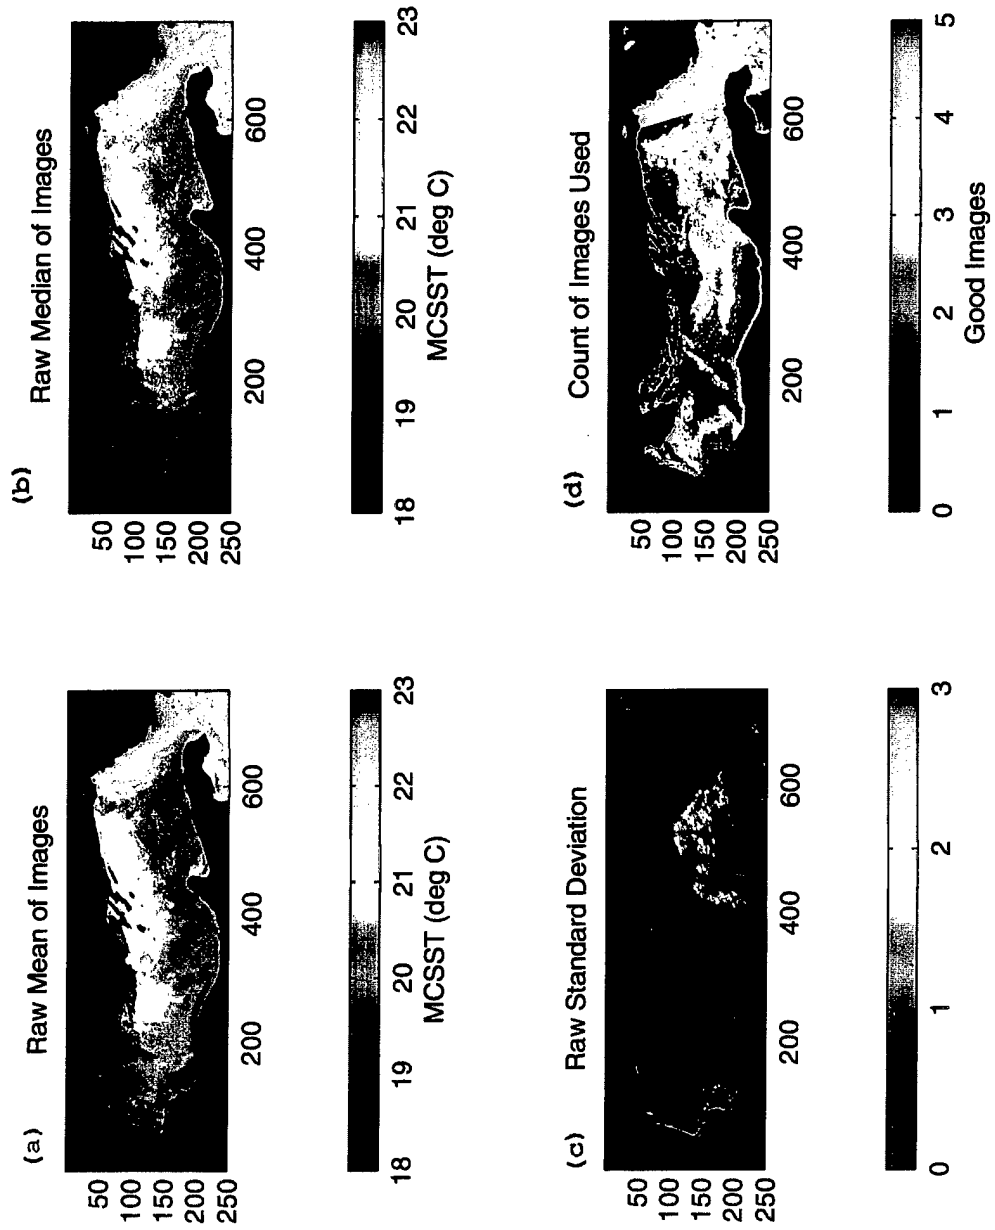 (a) Raw Mean of Images
50
100
150
200
250
200 400 600
18 19 20 21 22 23
MCSST (deg C)
(b) Raw Median of Images
50
100
150
200
250
200 400 600
18 19 20 21 22 23
MCSST (deg C)
(c) Raw Standard Deviation
50
100
150
200
250
200 400 600
0 1 2 3
(d) Count of Images Used
50
100
150
200
250
200 400 600
0 1 2 3 4 5
Good Images